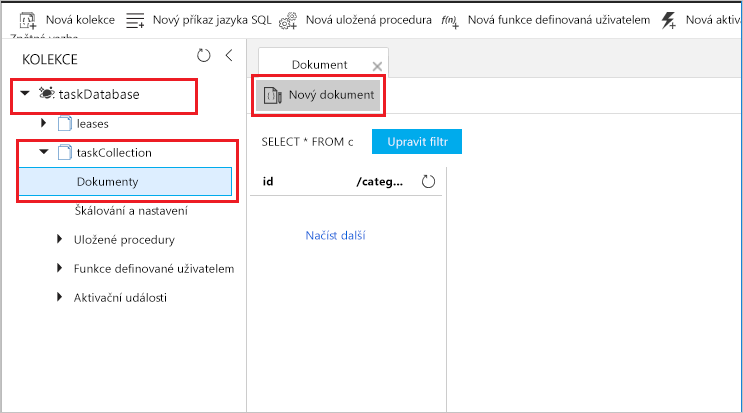 Nová kolekce Nový příkaz jazyka SQL Nová uložená procedura Nová funkce definovaná uživatelem Nová aktiva
Zpětná vazba
KOLEKCE
taskDatabase
leases
taskCollection
Dokumenty
Škálování a nastavení
Uložené procedury
Funkce definované uživatelem
Aktivační události
Dokument
Nový dokument
SELECT * FROM c Upravit filtr
id /categ...
Načíst další